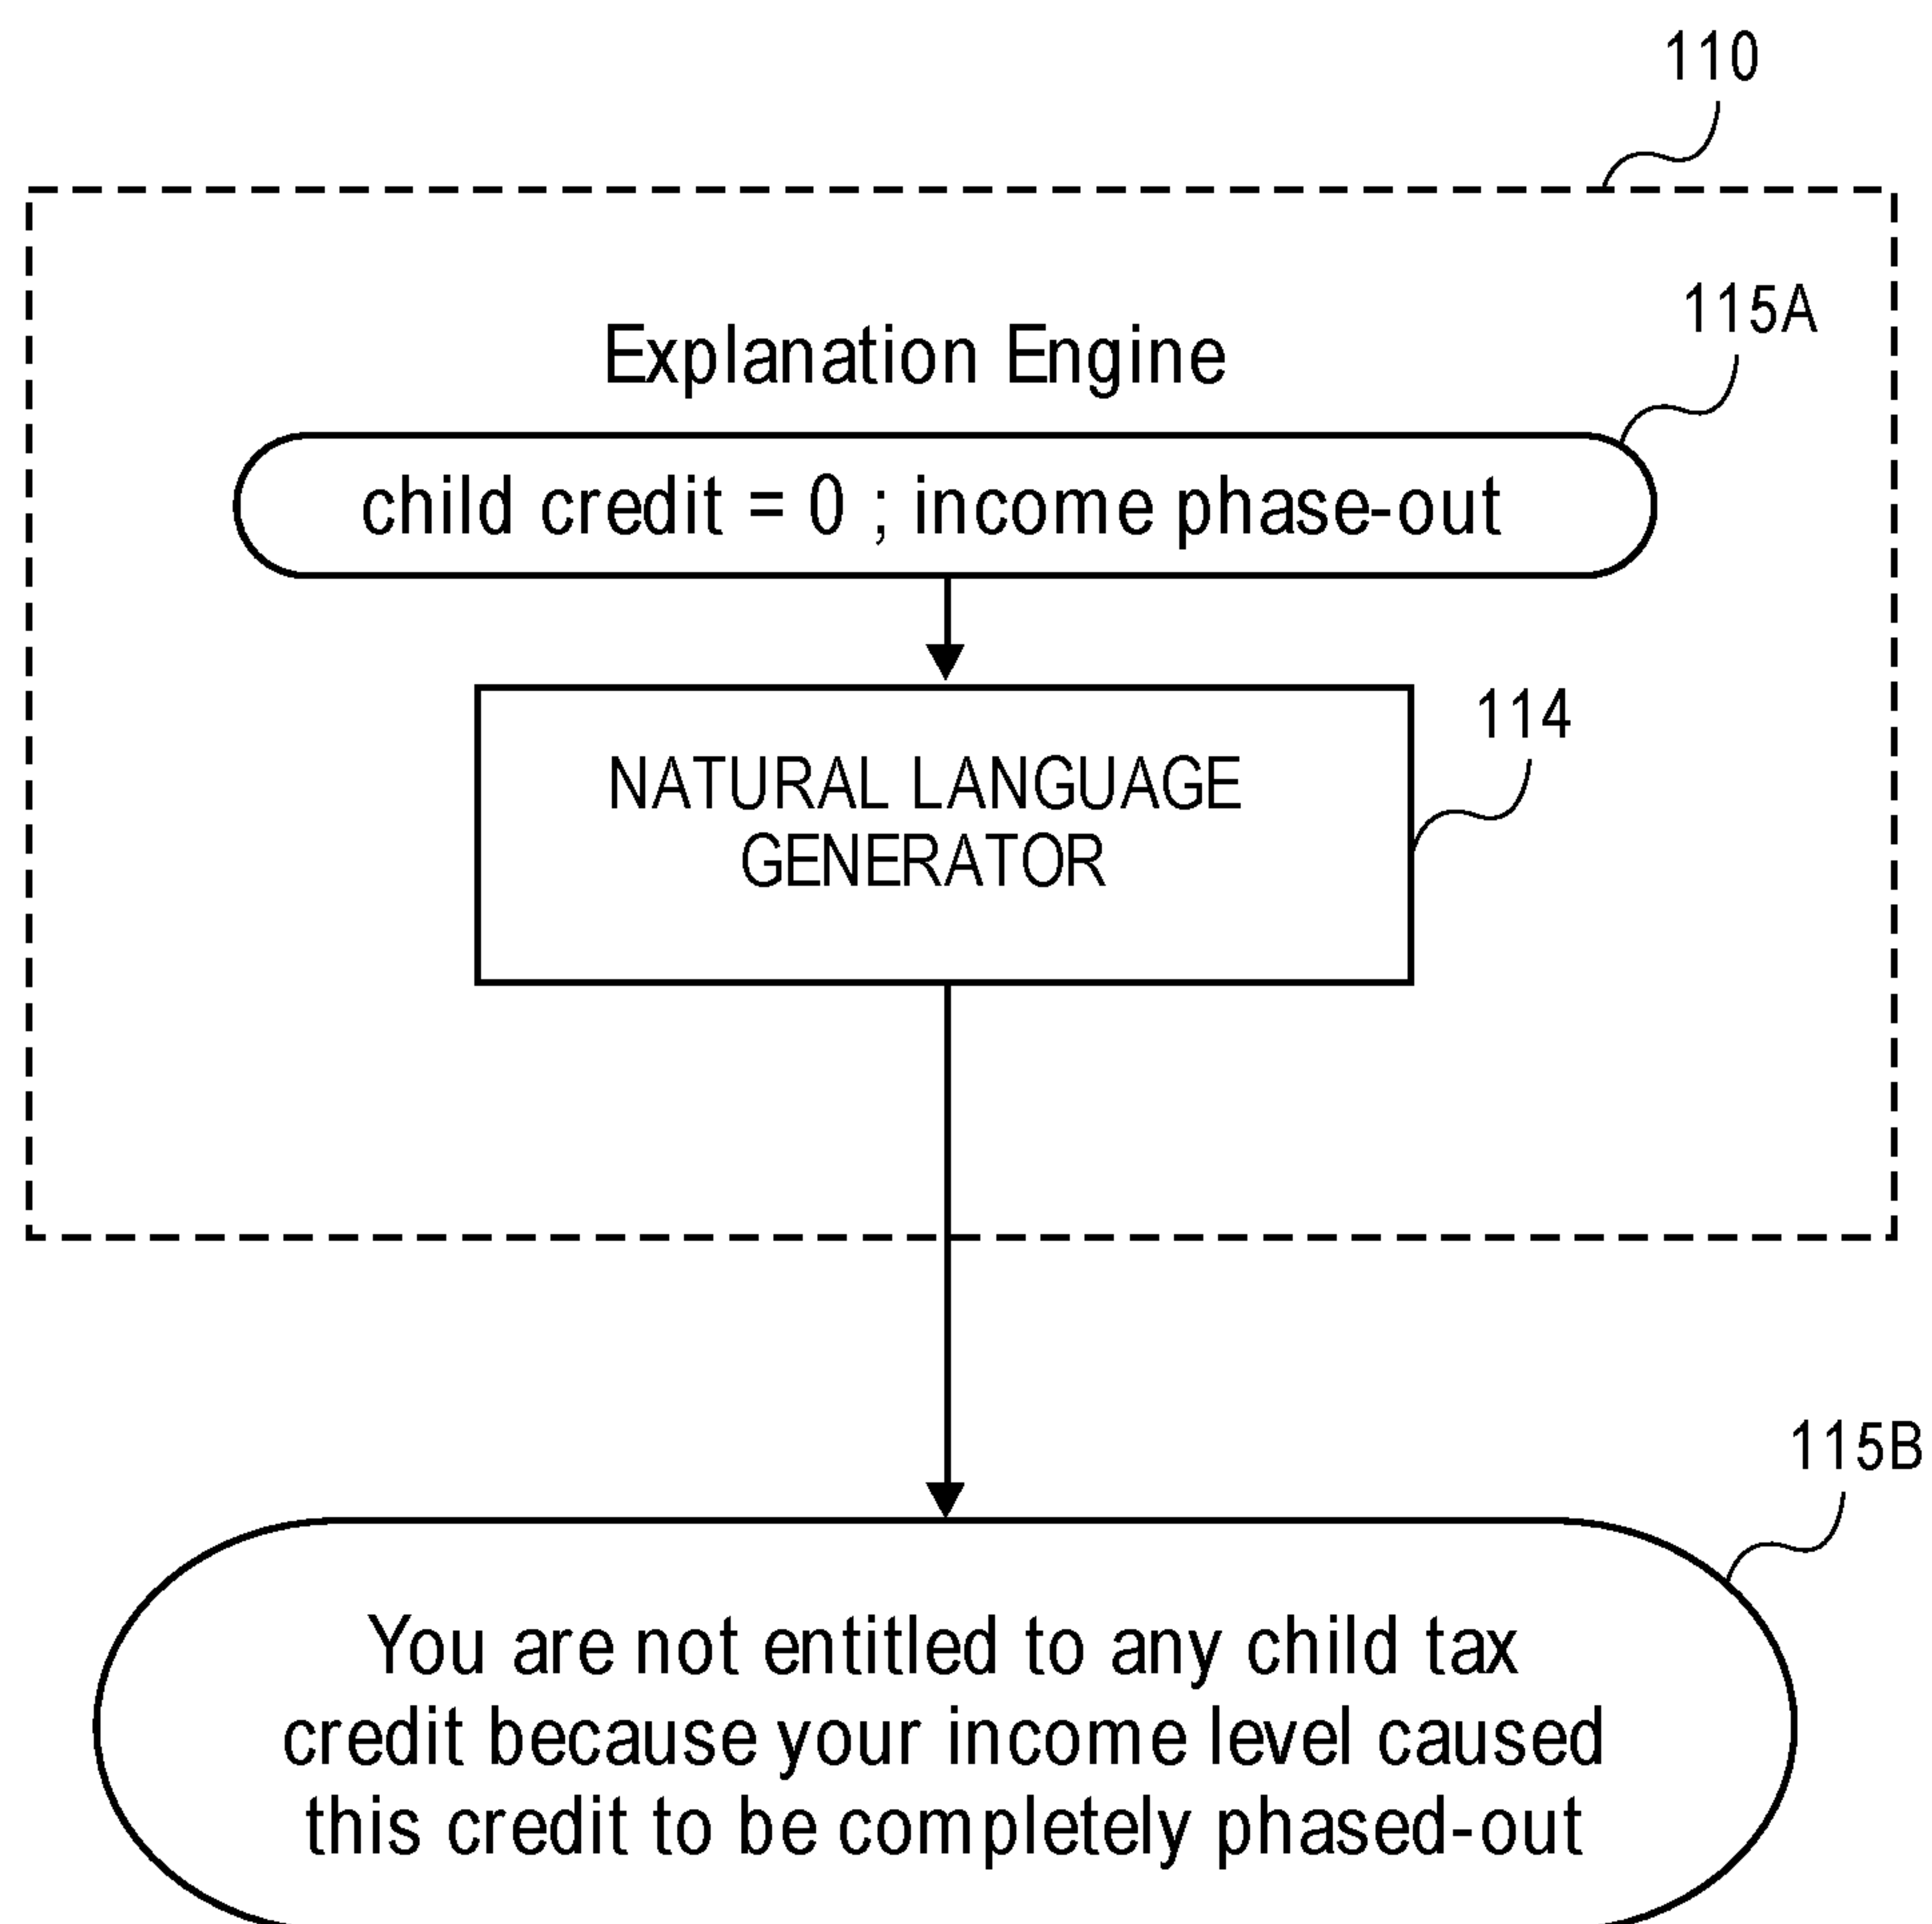 110
115A
Explanation Engine
child credit = 0 ; income phase-out
114
NATURAL LANGUAGE
GENERATOR
115B
You are not entitled to any child tax
credit because your income level caused
this credit to be completely phased-out